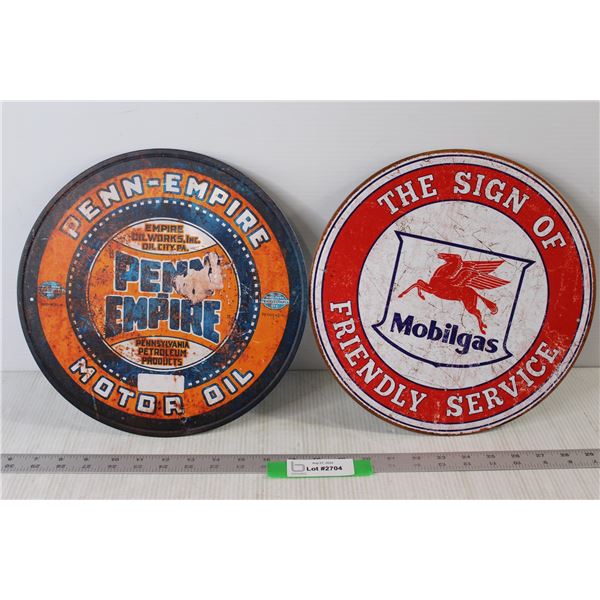 PENN-EMPIRE
EMPIRE
OIL WORKS, INC.
OIL CITY, PA.
PENN
EMPIRE
PENNSYLVANIA
PETROLEUM
PRODUCTS
MOTOR OIL
THE SIGN OF
Mobilgas
FRIENDLY SERVICE
Lot #2704